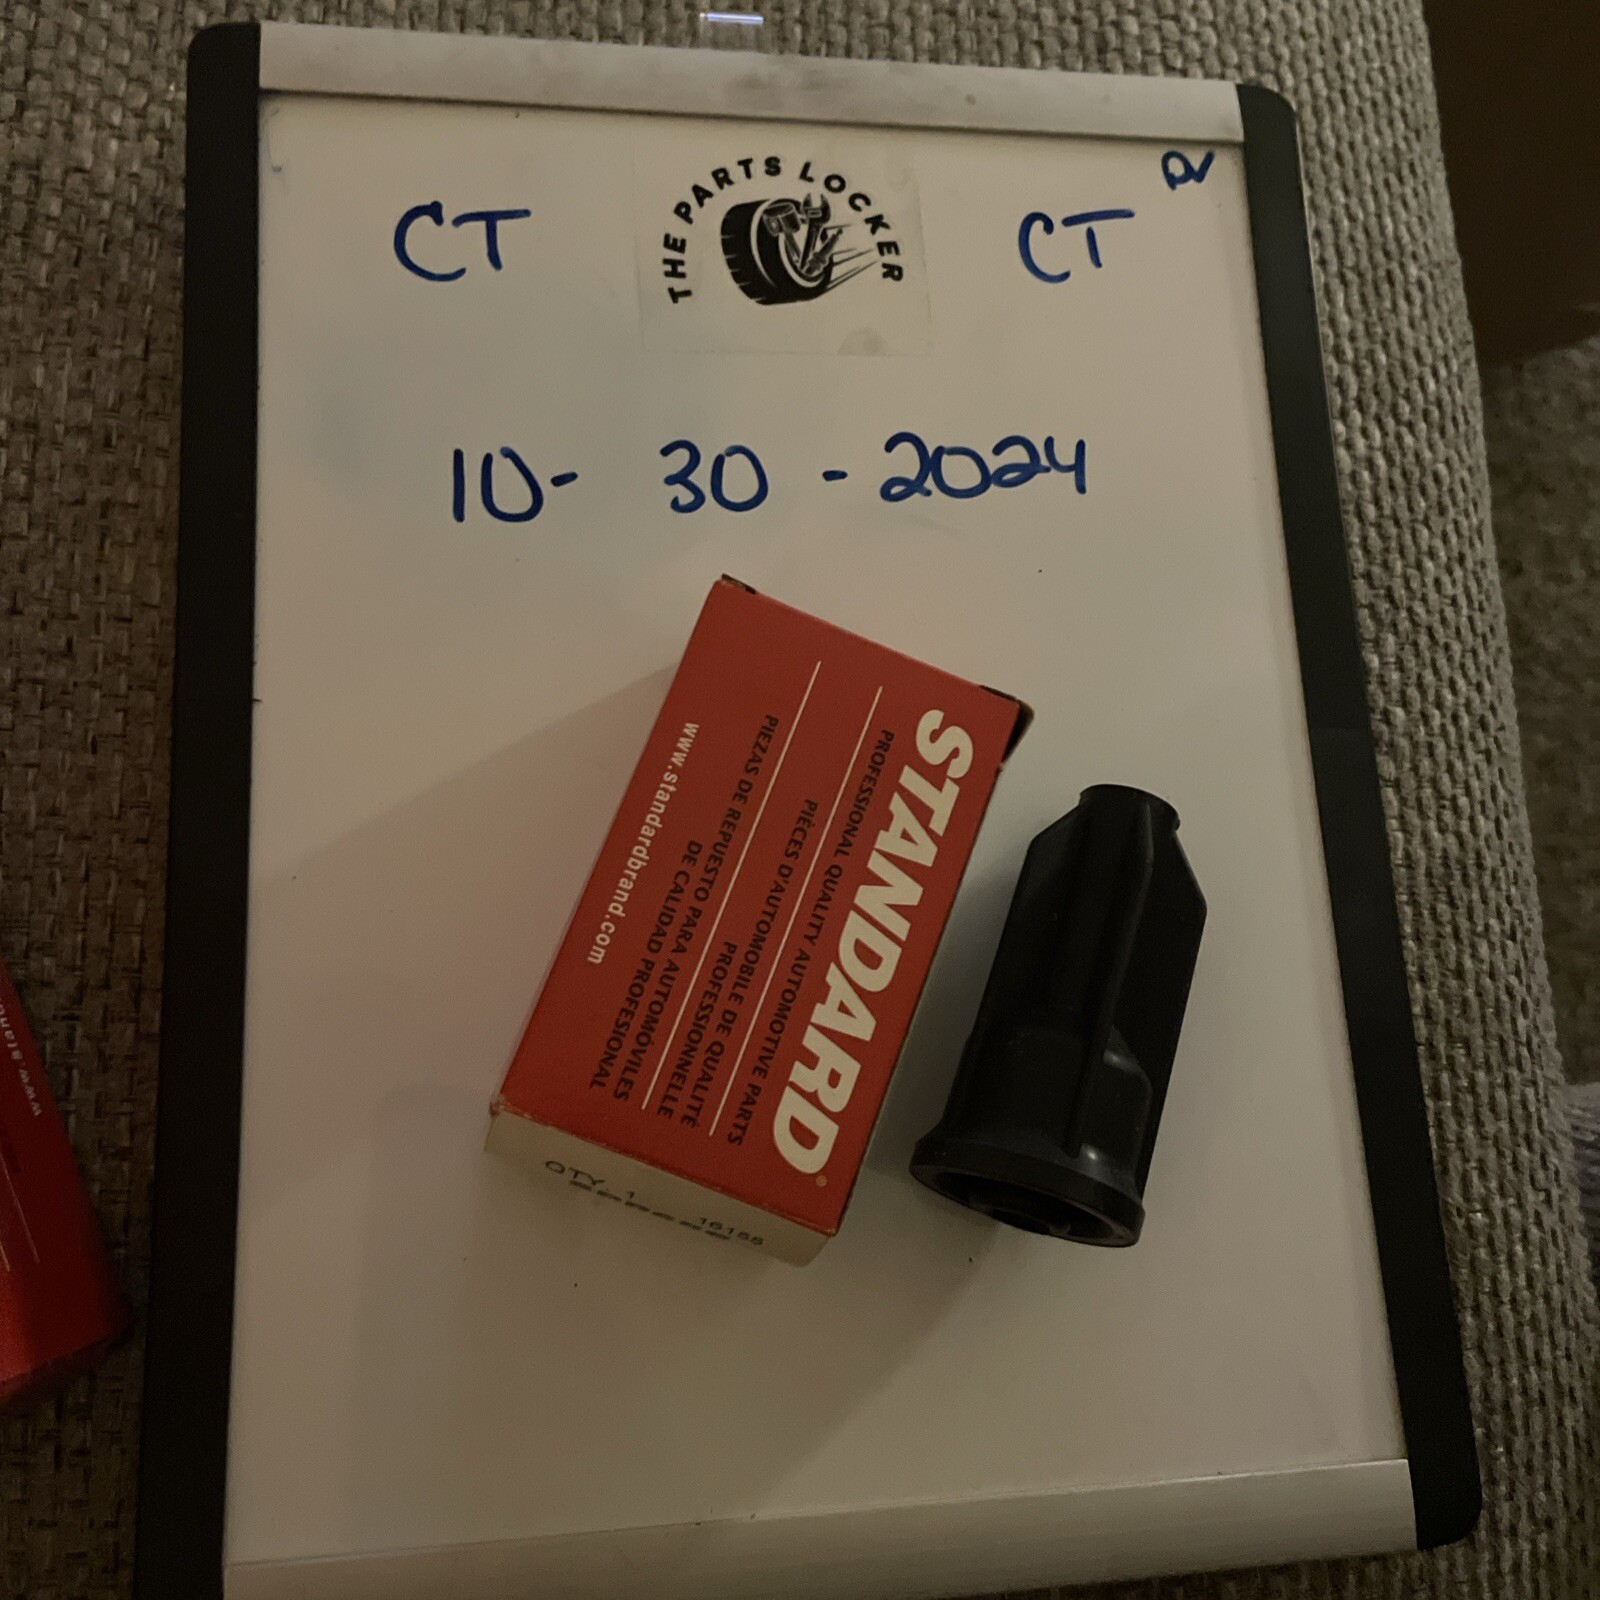 THE PARTS LOCKER
CT
CT
10- 30 - 2024
STANDARD®
PROFESSIONAL QUALITY AUTOMOTIVE PARTS
PIÈCES D'AUTOMOBILE DE QUALITÉ
PROFESSIONNELLE
PIEZAS DE REPUESTO PARA AUTOMÓVILES
DE CALIDAD PROFESIONAL
www.standardbrand.com
QTY. 1